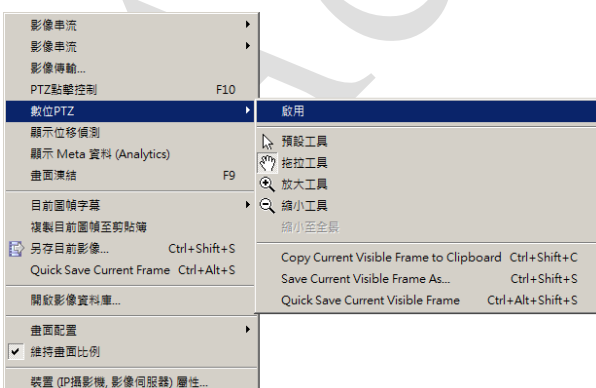 影像串流
影像串流
影像傳輸...
PTZ點擊控制 F10
數位PTZ
顯示位移偵測
顯示 Meta 資料 (Analytics)
畫面凍結 F9
目前圖幀字幕
複製目前圖幀至剪貼簿
另存目前影像... Ctrl+Shift+S
Quick Save Current Frame Ctrl+Alt+S
開啟影像資料庫...
畫面配置
維持畫面比例
裝置 (IP攝影機, 影像伺服器) 屬性...
啟用
預設工具
拖拉工具
放大工具
縮小工具
縮小至全景
Copy Current Visible Frame to Clipboard Ctrl+Shift+C
Save Current Visible Frame As... Ctrl+Shift+S
Quick Save Current Visible Frame Ctrl+Alt+Shift+S